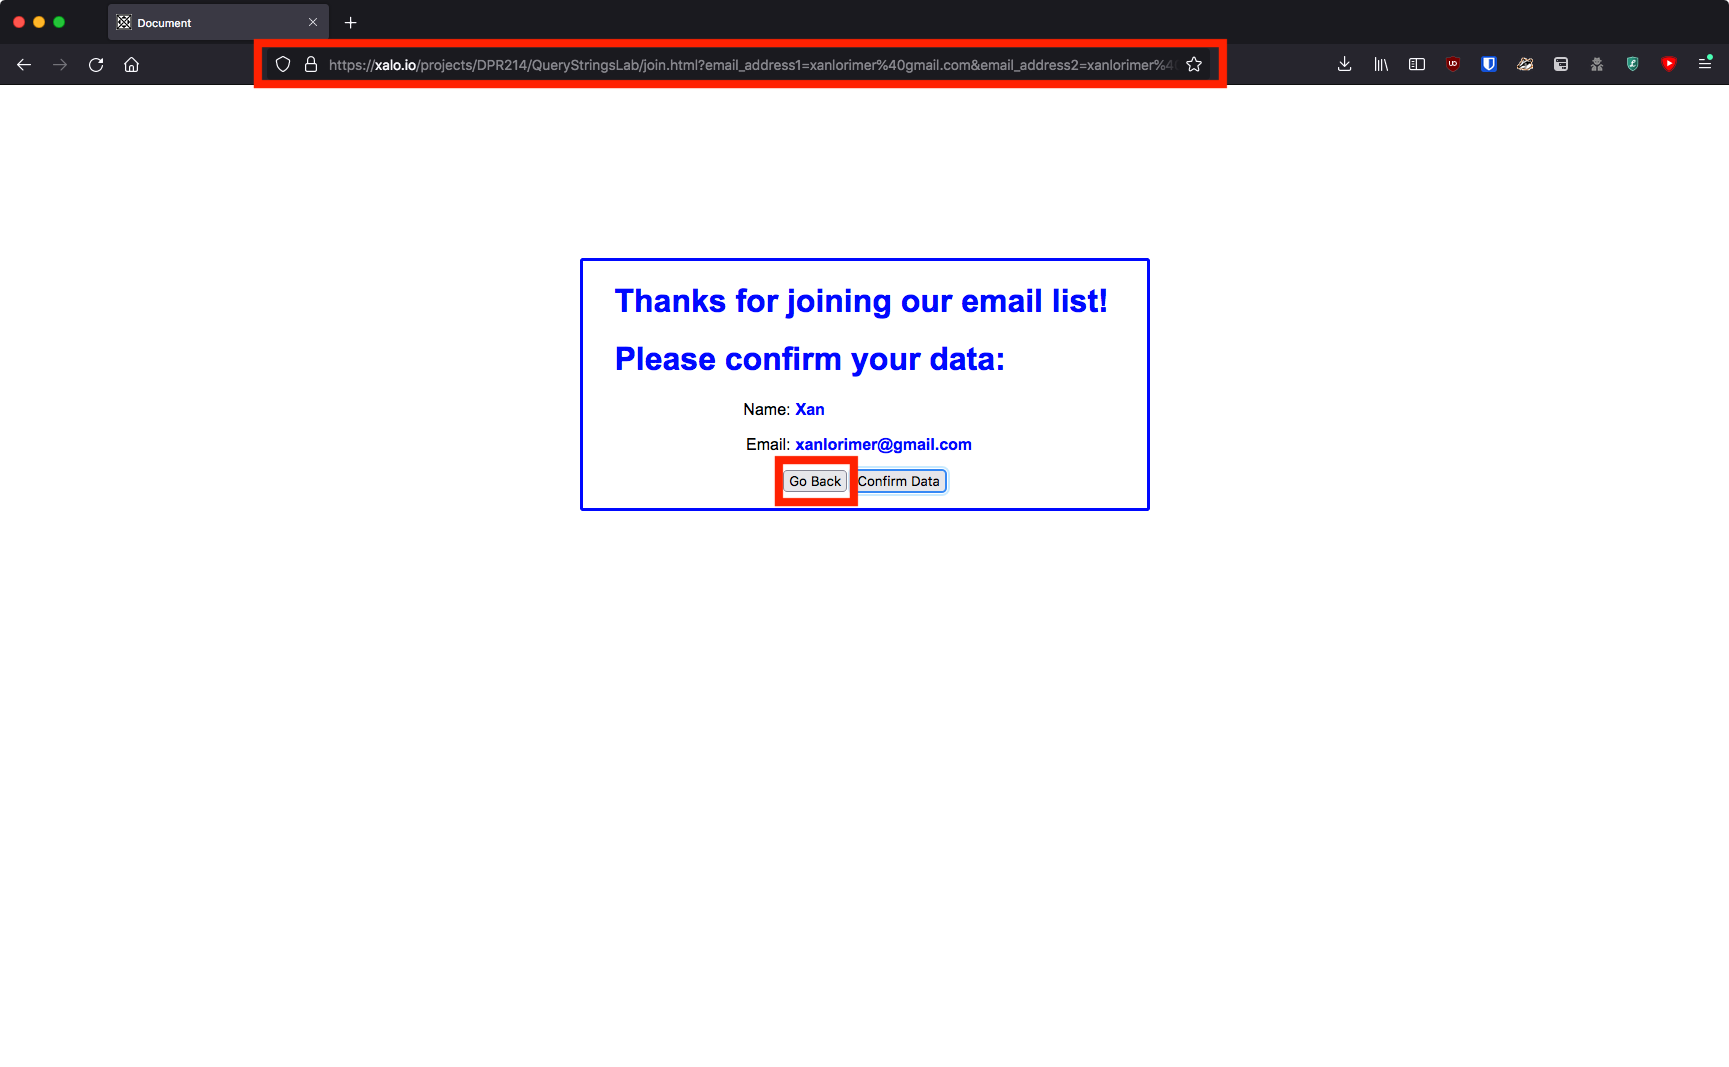 Document
https://xalo.io/projects/DPR214/QueryStringsLab/join.html?email_address1=xanlorimer%40gmail.com&email_address2=xanlorimer%4
Thanks for joining our email list!
Please confirm your data:
Name: Xan
Email: xanlorimer@gmail.com
Go Back Confirm Data